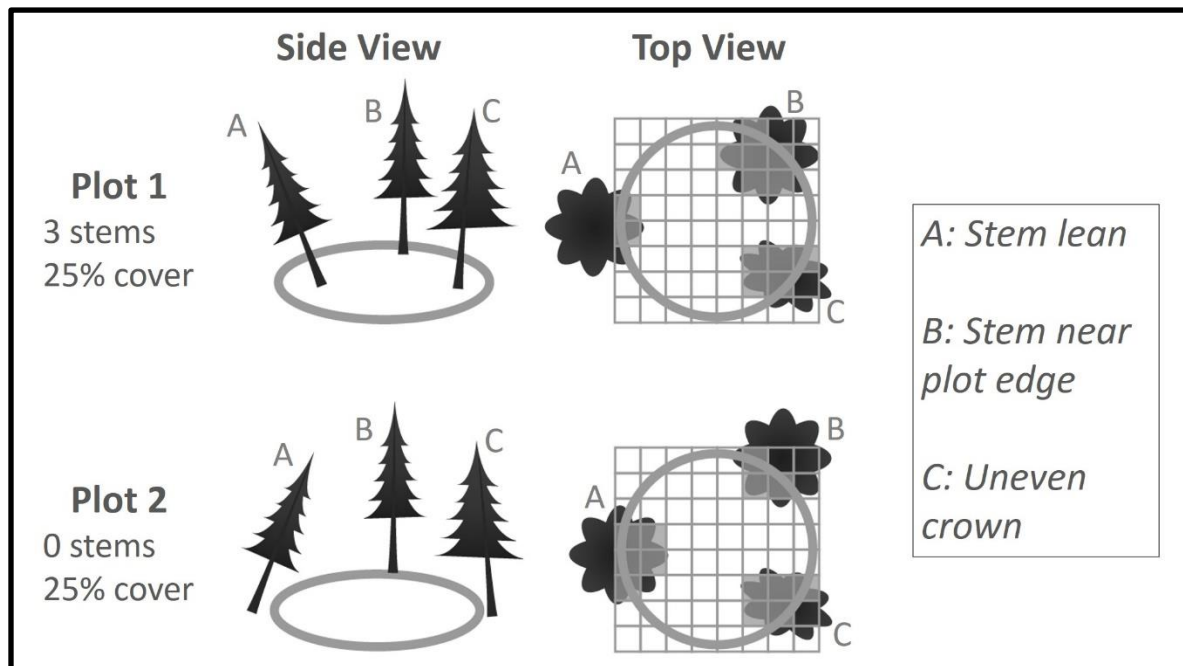 Side View
Top View
Plot 1
3 stems
25% cover
A
B
C
A
B
C
Plot 2
0 stems
25% cover
A
B
C
A
B
C
A: Stem lean
B: Stem near
plot edge
C: Uneven
crown